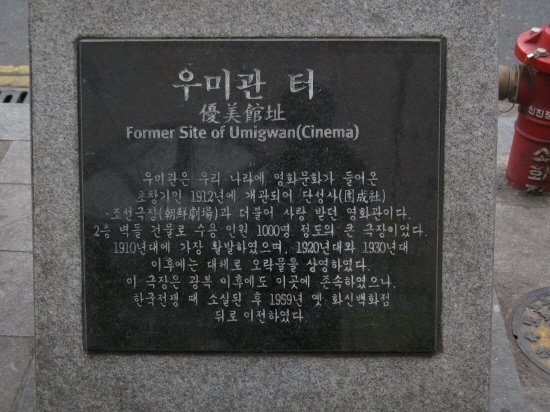 우미관 터
優美館址
Former Site of Umigwan(Cinema)
우미관은 우리 나라에 영화문화가 들어온
초창기인 1912년에 개관되어 단성사(團成社)
·조선극장(朝鮮劇場)과 더불어 사랑 받던 영화관이다.
2층 벽돌 건물로 수용 인원 1000명 정도의 큰 극장이었다.
1910년대에 가장 활발하였으며, 1920년대와 1930년대
이후에는 대체로 오락물을 상영하였다.
이 극장은 광복 이후에도 이곳에 존속하였으나,
한국전쟁 때 소실된 후 1959년 옛 화신백화점
뒤로 이전하였다.